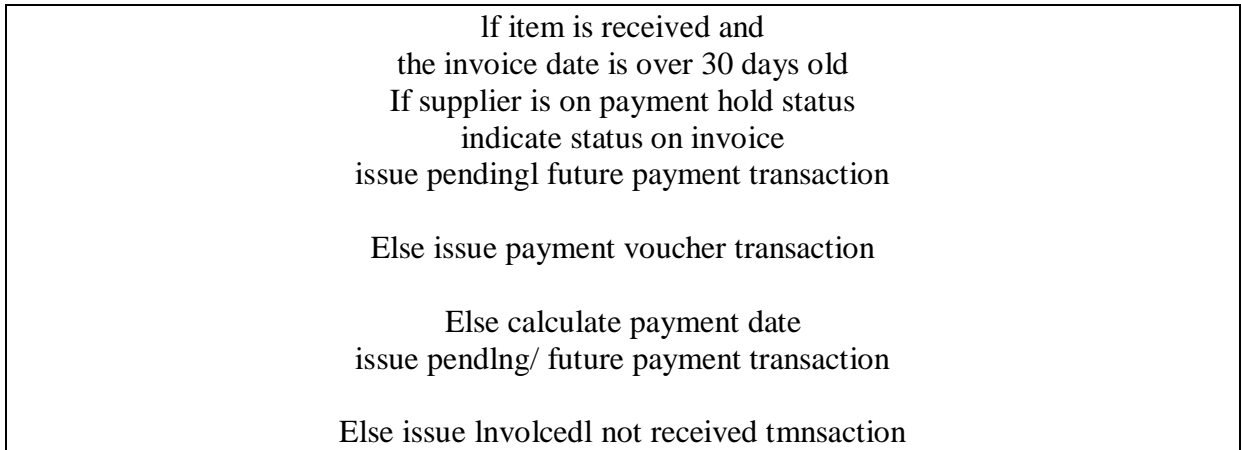 lf item is received and
the invoice date is over 30 days old
If supplier is on payment hold status
indicate status on invoice
issue pendingl future payment transaction
Else issue payment voucher transaction
Else calculate payment date
issue pendlng/ future payment transaction
Else issue lnvolcedl not received tmnsaction